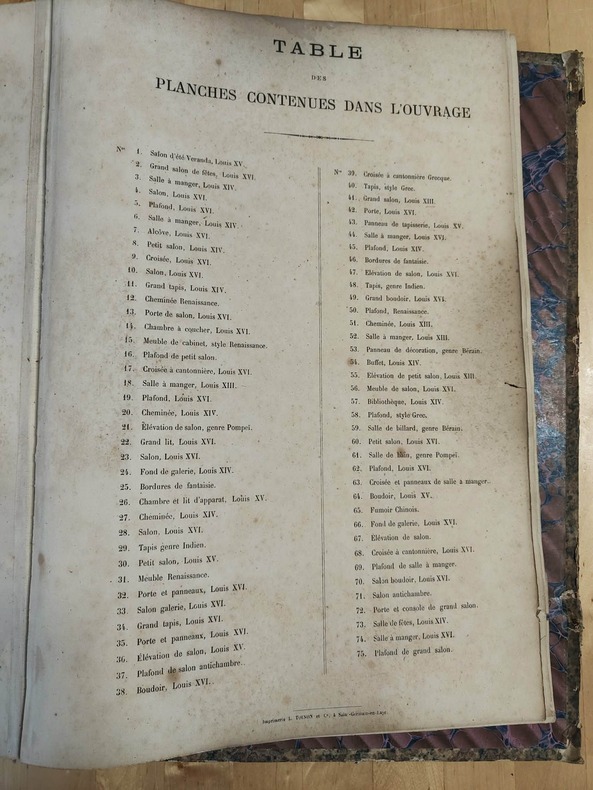 TABLE
DES
PLANCHES CONTENUES DANS L'OUVRAGE
Nos 1. Salon d'été Veranda, Louis XV.
2. Grand salon de fêtes, Louis XVI.
3. Salle à manger, Louis XIV.
4. Salon, Louis XVI.
5. Plafond, Louis XVI.
6. Salle à manger, Louis XIV.
7. Alcôve, Louis XVI.
8. Petit salon, Louis XIV.
9. Croisée, Louis XVI.
10. Salon, Louis XVI.
11. Grand tapis, Louis XIV.
12. Cheminée Renaissance.
13. Porte de salon, Louis XVI.
14. Chambre à coucher, Louis XVI.
15. Meuble de cabinet, style Renaissance.
16. Plafond de petit salon.
17. Croisée à cantonnière, Louis XVI.
18. Salle à manger, Louis XIII.
19. Plafond, Louis XVI.
20. Cheminée, Louis XIV.
21. Élévation de salon, genre Pompeï.
22. Grand lit, Louis XVI.
23. Salon, Louis XVI.
24. Fond de galerie, Louis XIV.
25. Bordures de fantaisie.
26. Chambre et lit d'apparat, Louis XV.
27. Cheminée, Louis XIV.
28. Salon, Louis XVI.
29. Tapis genre Indien.
30. Petit salon, Louis XV.
31. Meuble Renaissance.
32. Porte et panneaux, Louis XVI.
33. Salon galerie, Louis XVI.
34. Grand tapis, Louis XVI.
35. Porte et panneaux, Louis XVI.
36. Élévation de salon, Louis XV.
37. Plafond de salon antichambre.
38. Boudoir, Louis XVI.
Nos 39. Croisée à cantonnière Grecque.
40. Tapis, style Grec.
41. Grand salon, Louis XIII.
42. Porte, Louis XVI.
43. Panneau de tapisserie, Louis XV.
44. Salle à manger, Louis XVI.
45. Plafond, Louis XIV.
46. Bordures de fantaisie.
47. Elévation de salon, Louis XVI.
48. Tapis, genre Indien.
49. Grand boudoir, Louis XVI.
50. Plafond, Renaissance.
51. Cheminée, Louis XIII.
52. Salle à manger, Louis XIII.
53. Panneau de décoration, genre Bérain.
54. Buffet, Louis XIV.
55. Elévation de petit salon, Louis XIII.
56. Meuble de salon, Louis XVI.
57. Bibliothèque, Louis XIV.
58. Plafond, style Grec.
59. Salle de billard, genre Bérain.
60. Petit salon, Louis XVI.
61. Salle de bain, genre Pompeï.
62. Plafond, Louis XVI.
63. Croisée et panneaux de salle à manger.
64. Boudoir, Louis XV.
65. Fumoir Chinois.
66. Fond de galerie, Louis XVI.
67. Elévation de salon.
68. Croisée à cantonnière, Louis XVI.
69. Plafond de salle à manger.
70. Salon boudoir, Louis XVI.
71. Salon antichambre.
72. Porte et console de grand salon.
73. Salle de fêtes, Louis XIV.
74. Salle à manger, Louis XVI.
75. Plafond de grand salon.
Imprimerie L. TOINON et Ce, à Saint-Germain-en-Laye.